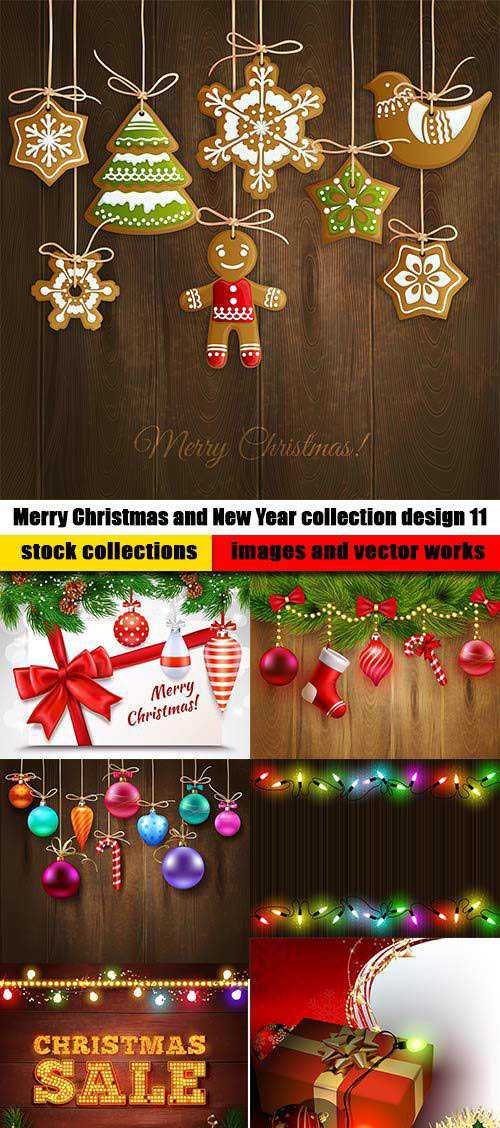 Merry Christmas!
Merry Christmas and New Year collection design 11
stock collections
images and vector works
Merry
Christmas!
CHRISTMAS
SALE